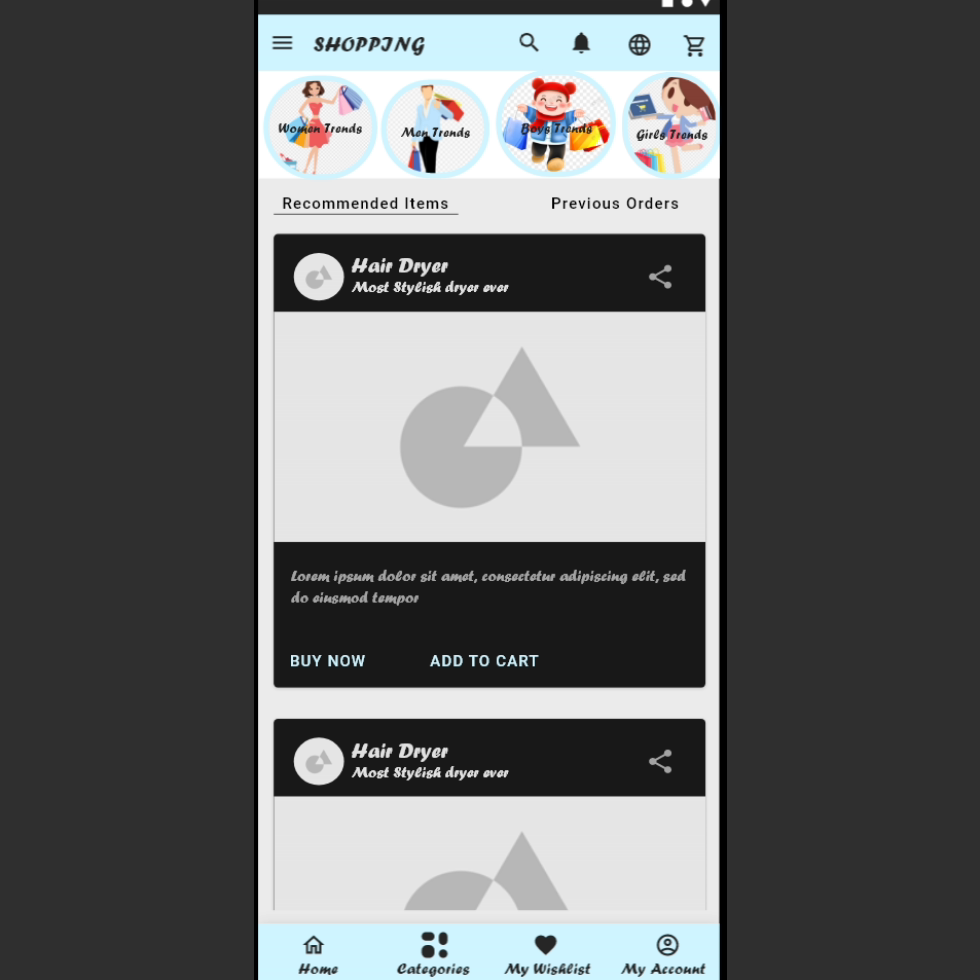 SHOPPING
Women Trends
Men Trends
Boys Trends
Girls Trends
Recommended Items
Previous Orders
Hair Dryer
Most Stylish dryer ever
Lorem ipsum dolor sit amet, consectetur adipiscing elit, sed
do eiusmod tempor
BUY NOW
ADD TO CART
Hair Dryer
Most Stylish dryer ever
Home
Categories
My Wishlist
My Account